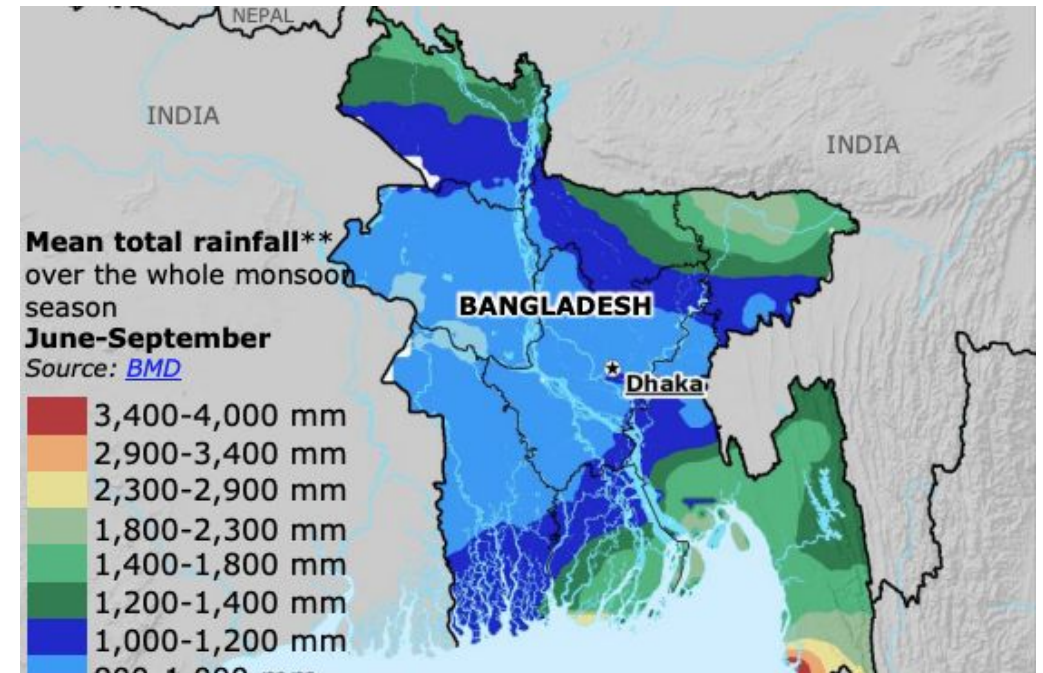 NEPAL
INDIA
INDIA
Mean total rainfall**
over the whole monsoon
season
June-September
Source: BMD
BANGLADESH
Dhaka
3,400-4,000 mm
2,900-3,400 mm
2,300-2,900 mm
1,800-2,300 mm
1,400-1,800 mm
1,200-1,400 mm
1,000-1,200 mm